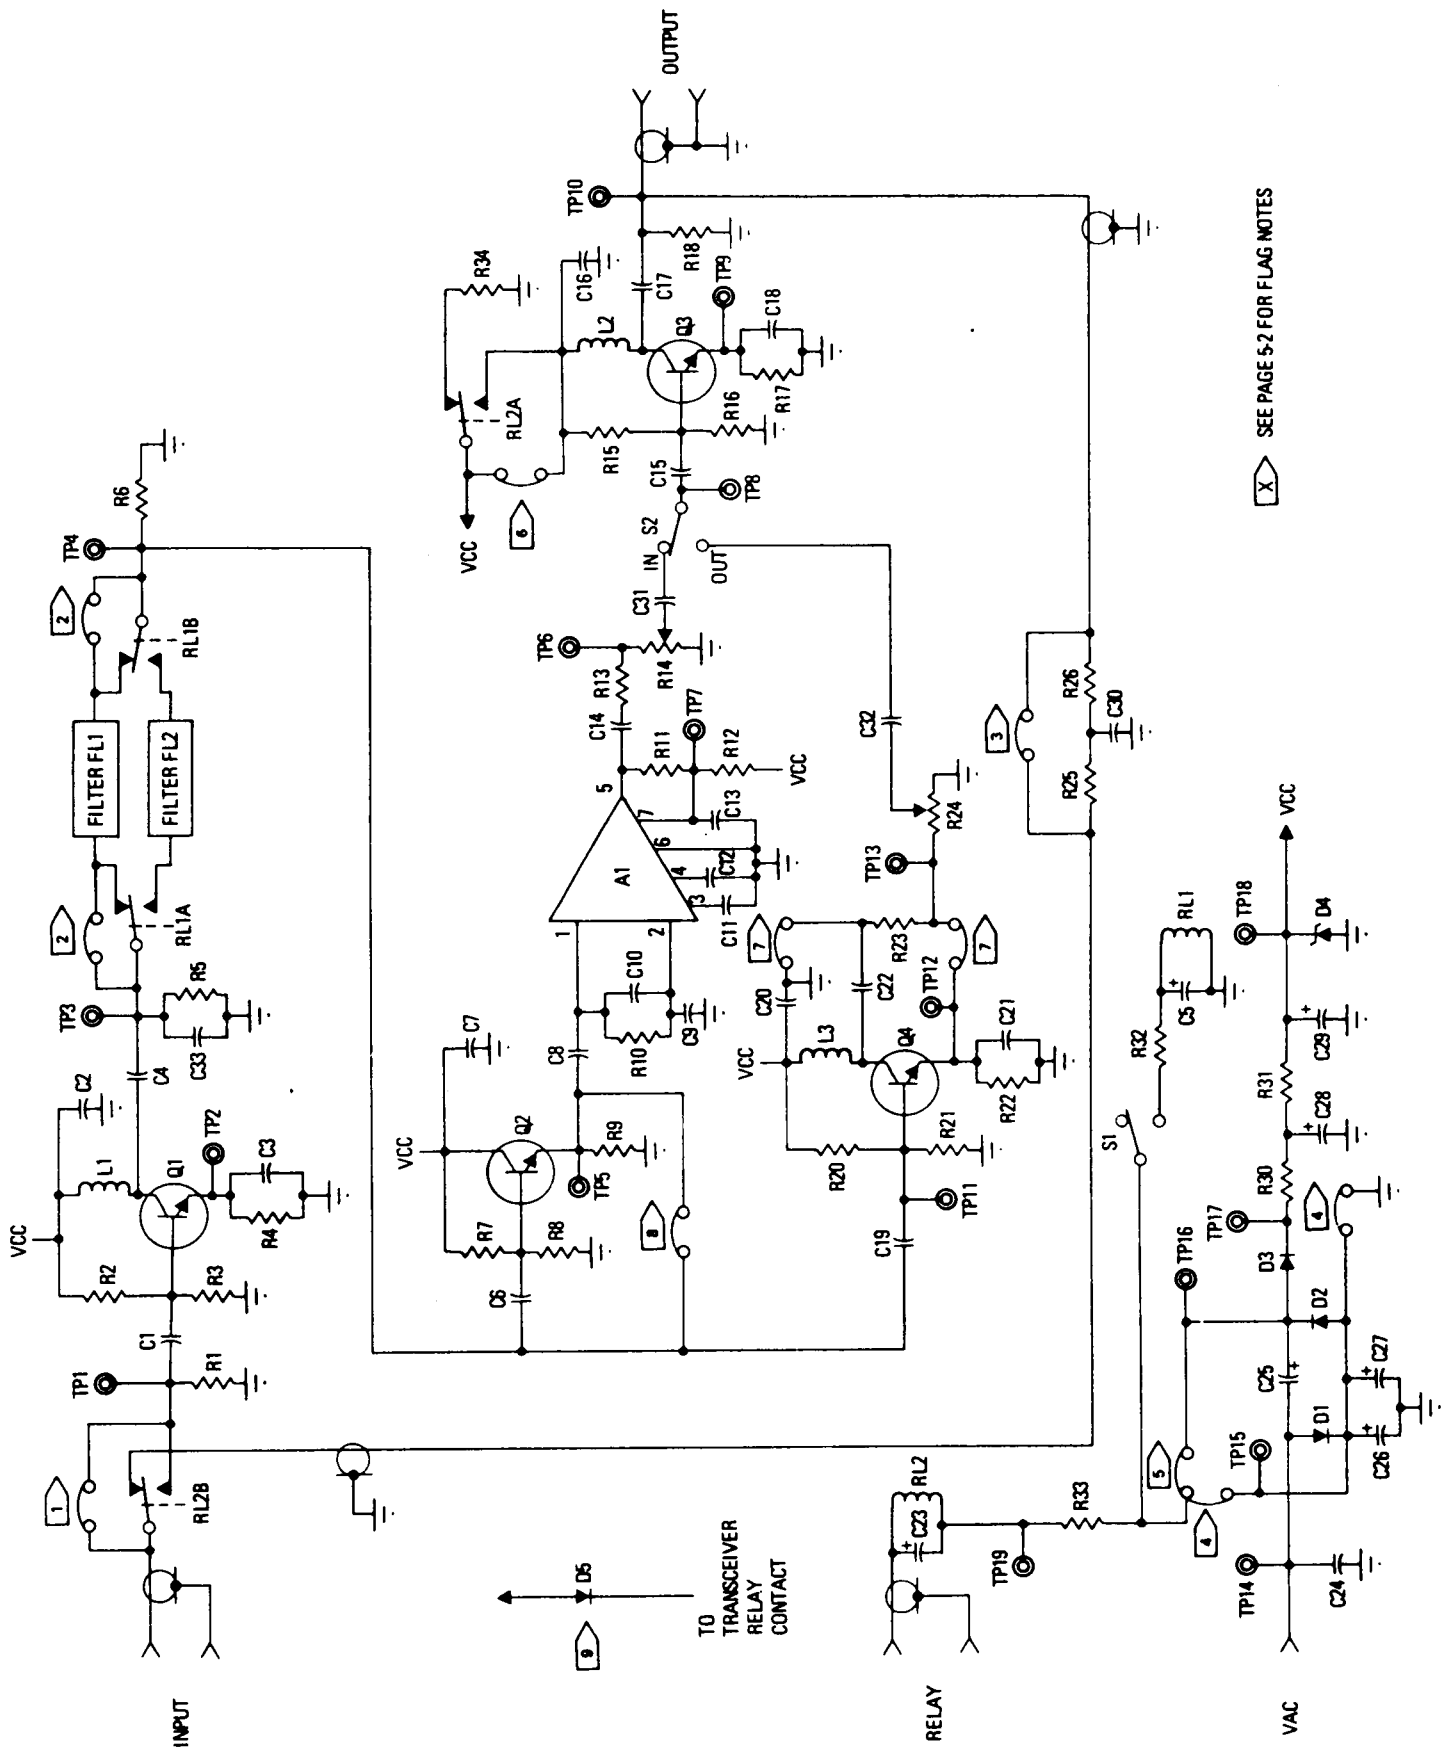 INPUT
1
RL2B
TP1
R1
C1
R2
R3
VCC
L1
C2
Q1
TP2
R4
C3
C4
TP3
C33
R5
2
RL1A
FILTER FL1
FILTER FL2
2
RL1B
TP4
R6
C6
R7
R8
VCC
C7
Q2
TP5
R9
8
C8
R10
C10
C9
1
2
A1
3
4
6
7
5
C11
C12
C13
R11
R12
TP7
VCC
C14
R13
TP6
R14
C31
IN
S2
OUT
TP8
C15
VCC
6
RL2A
R34
R15
R16
L2
C16
Q3
R17
C18
TP9
C17
R18
TP10
OUTPUT
C19
TP11
R20
R21
VCC
L3
C20
7
Q4
R22
C21
C22
TP12
R23
7
TP13
R24
C32
3
R25
R26
C30
9
D5
TO
TRANSCEIVER
RELAY
CONTACT
RELAY
RL2
+
C23
TP19
R33
4
5
TP15
TP16
S1
R32
+
C5
RL1
VAC
TP14
C24
D1
C25
+
+
C26
+
C27
D2
D3
4
TP17
R30
+
C28
R31
+
C29
TP18
D4
VCC
X SEE PAGE 5-2 FOR FLAG NOTES